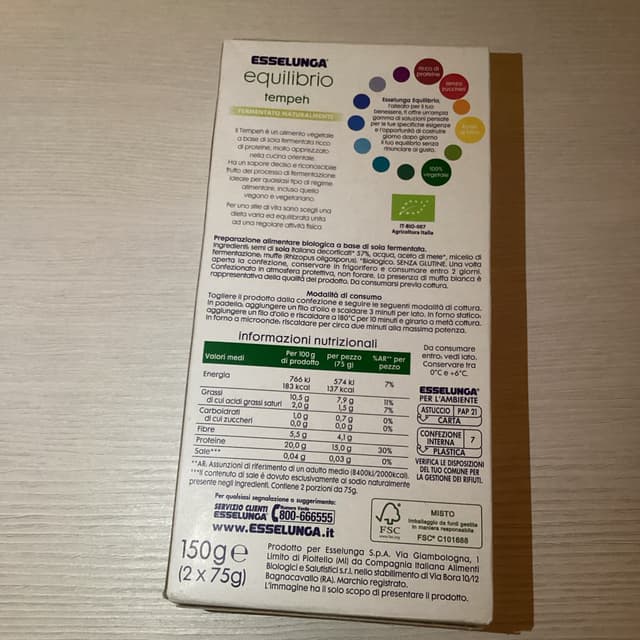 ESSELUNGA®
equilibrio
tempeh
FERMENTATO NATURALMENTE
Il Tempeh è un alimento vegetale
a base di soia fermentata ricco
di proteine, molto apprezzato
nella cucina orientale.
Ha un sapore deciso e riconoscibile
frutto del processo di fermentazione
ideale per qualsiasi tipo di regime
alimentare, incluso quello
vegano e vegetariano.
Per uno stile di vita sano scegli una
dieta varia ed equilibrata unita
ad una regolare attività fisica.
ricco di
proteine
senza
zuccheri
100%
vegetale
Esselunga Equilibrio,
l'alleato per il tuo
benessere, ti offre un'ampia
gamma di soluzioni pensate
per le tue specifiche esigenze
e l'opportunità di costruire
giorno dopo giorno
il tuo equilibrio senza
rinunciare al gusto.
IT-BIO-007
Agricoltura Italia
Preparazione alimentare biologica a base di soia fermentata.
Ingredienti: semi di soia italiana decorticati* 57%, acqua, aceto di mele*, micelio di
fermentazione: muffe (Rhizopus oligosporus). *Biologico. SENZA GLUTINE. Una volta
aperta la confezione, conservare in frigorifero e consumare entro 2 giorni.
Confezionato in atmosfera protettiva, non forare. La presenza di muffa bianca è
rappresentativa della qualità del prodotto. Da consumarsi previa cottura.
Modalità di consumo
Togliere il prodotto dalla confezione e seguire le seguenti modalità di cottura.
In padella, aggiungere un filo d'olio e scaldare 3 minuti per lato. In forno statico,
aggiungere un filo d'olio e riscaldare a 180°C per 10 minuti e girarlo a metà cottura.
In forno a microonde, riscaldare per circa due minuti alla massima potenza.
Informazioni nutrizionali
Valori medi Per 100 g di prodotto per pezzo (75 g) %AR** per pezzo
Energia 766 kJ 574 kJ
183 kcal 137 kcal 7%
Grassi 10,5 g 7,9 g 11%
di cui acidi grassi saturi 2,0 g 1,5 g 7%
Carboidrati 1,0 g 0,7 g 0%
di cui zuccheri 0,0 g 0,0 g 0%
Fibre 5,5 g 4,1 g
Proteine 20,0 g 15,0 g 30%
Sale*** 0,04 g 0,03 g 0%
**AR: Assunzioni di riferimento di un adulto medio (8400kJ/2000kcal).
***Il contenuto di sale è dovuto esclusivamente al sodio naturalmente
presente negli ingredienti. Contiene 2 porzioni da 75g.
Da consumare
entro: vedi lato.
Conservare tra
0°C e +6°C.
ESSELUNGA®
PER L'AMBIENTE
ASTUCCIO PAP 21
CARTA
CONFEZIONE
INTERNA 7
PLASTICA
VERIFICA LE DISPOSIZIONI
DEL TUO COMUNE PER
LA GESTIONE DEI RIFIUTI.
Per qualsiasi segnalazione o suggerimento:
SERVIZIO CLIENTI
ESSELUNGA
Numero Verde
800-666555
www.ESSELUNGA.it
FSC
www.fsc.org
MISTO
Imballaggio da fonti gestite
in maniera responsabile
FSC® C101688
150g e
(2 x 75g)
Prodotto per Esselunga S.p.A. Via Giambologna, 1
Limito di Pioltello (MI) da Compagnia Italiana Alimenti
Biologici e Salutistici s.r.l. nello stabilimento di Via Bora 10/12
Bagnacavallo (RA). Marchio registrato.
L'immagine ha il solo scopo di presentare il prodotto.